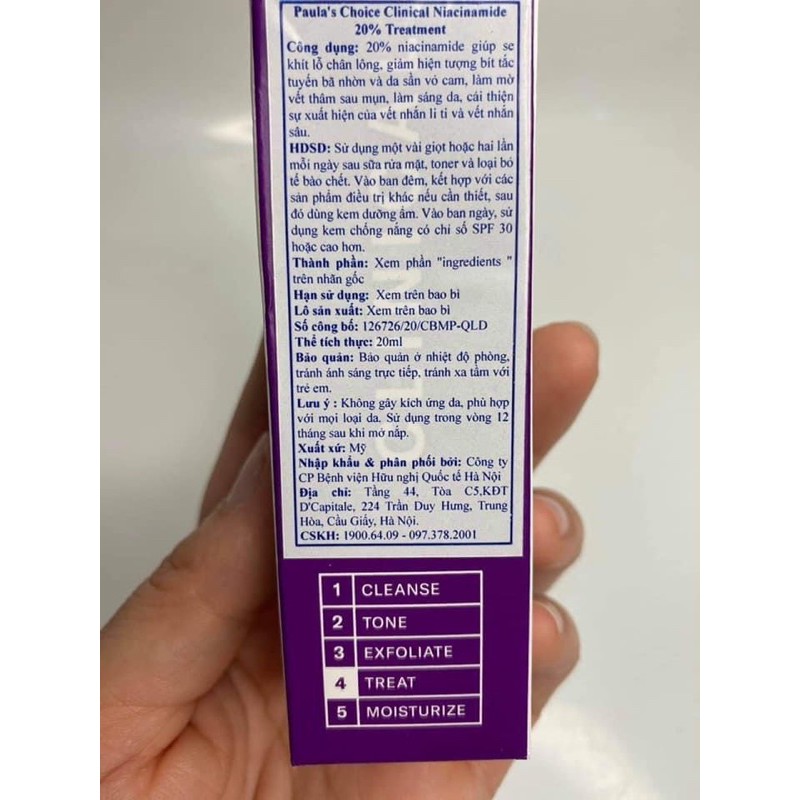 Paula's Choice Clinical Niacinamide
20% Treatment
Công dụng: 20% niacinamide giúp se
khít lỗ chân lông, giảm hiện tượng bít tắc
tuyến bã nhờn và da sần vỏ cam, làm mờ
vết thâm sau mụn, làm sáng da, cải thiện
sự xuất hiện của vết nhắn li ti và vết nhăn
sâu.
HDSD: Sử dụng một vài giọt hoặc hai lần
mỗi ngày sau sữa rửa mặt, toner và loại bỏ
tế bào chết. Vào ban đêm, kết hợp với các
sản phẩm điều trị khác nếu cần thiết, sau
đó dùng kem dưỡng ẩm. Vào ban ngày, sử
dụng kem chống nắng có chỉ số SPF 30
hoặc cao hơn.
Thành phần: Xem phần "ingredients "
trên nhãn gốc
Hạn sử dụng: Xem trên bao bì
Lô sản xuất: Xem trên bao bì
Số công bố: 126726/20/CBMP-QLD
Thể tích thực: 20ml
Bảo quản: Bảo quản ở nhiệt độ phòng,
tránh ánh sáng trực tiếp, tránh xa tầm với
trẻ em.
Lưu ý : Không gây kích ứng da, phù hợp
với mọi loại da. Sử dụng trong vòng 12
tháng sau khi mở nắp.
Xuất xứ: Mỹ
Nhập khẩu & phân phối bởi: Công ty
CP Bệnh viện Hữu nghị Quốc tế Hà Nội
Địa chỉ: Tầng 44, Tòa C5,KĐT
D'Capitale, 224 Trần Duy Hưng, Trung
Hòa, Cầu Giấy, Hà Nội.
CSKH: 1900.64.09 - 097.378.2001
1 CLEANSE
2 TONE
3 EXFOLIATE
4 TREAT
5 MOISTURIZE